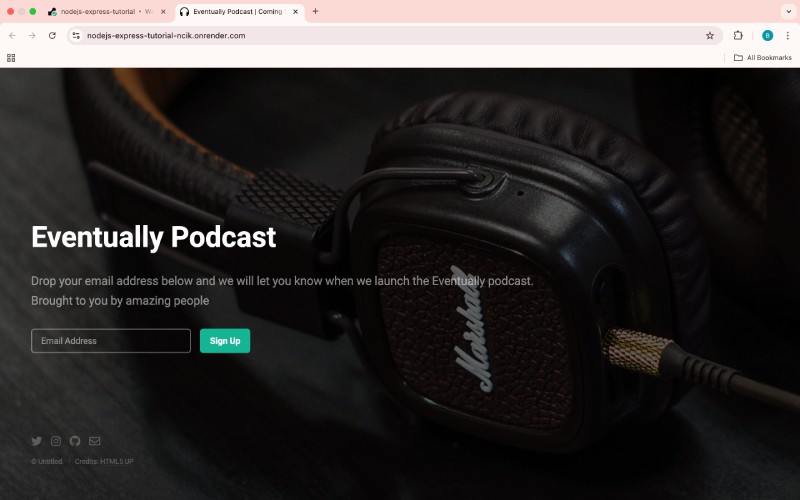 nodejs-express-tutorial
Eventually Podcast | Coming
nodejs-express-tutorial-ncik.onrender.com
B
All Bookmarks
Eventually Podcast
Drop your email address below and we will let you know when we launch the Eventually podcast.
Brought to you by amazing people
Email Address
Sign Up
Marshall
© Untitled.
Credits: HTML5 UP